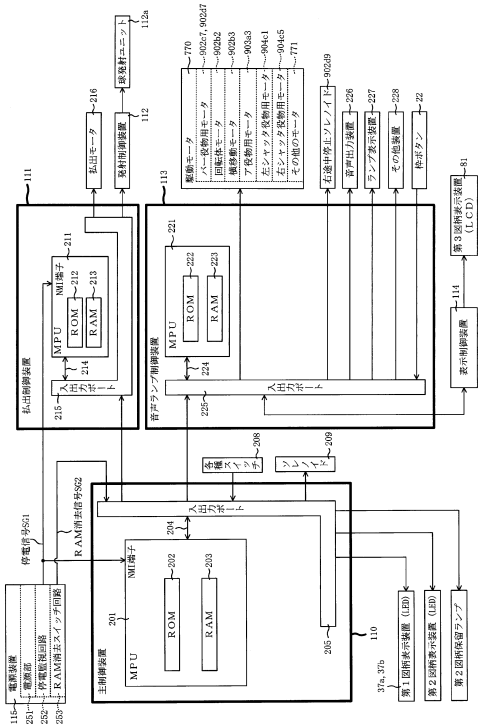 115
電源装置
251
電源部
252
停電監視回路
253
RAM消去スイッチ回路
停電信号SG1
RAM消去信号SG2
111
払出制御装置
215
入出力ポート
214
MPU
NMI端子
211
ROM
212
RAM
213
払出モータ
216
発射制御装置
112
球発射ユニット
112a
113
音声ランプ制御装置
225
入出力ポート
224
MPU
221
ROM
222
RAM
223
駆動モータ
770
バー役物用モータ
902c7, 902d7
回転体モータ
902b2
横移動モータ
902b3
ア役物用モータ
903a3
左シャッタ役物用モータ
904c1
右シャッタ役物用モータ
904c5
その他のモータ
771
右途中停止ソレノイド
902d9
音声出力装置
226
ランプ表示装置
227
その他装置
228
枠ボタン
22
表示制御装置
114
第3図柄表示装置
(LCD)
81
各種スイッチ
208
ソレノイド
209
110
主制御装置
201
MPU
NMI端子
ROM
202
RAM
203
204
入出力ポート
205
37a, 37b
第1図柄表示装置(LED)
第2図柄表示装置(LED)
第2図柄保留ランプ